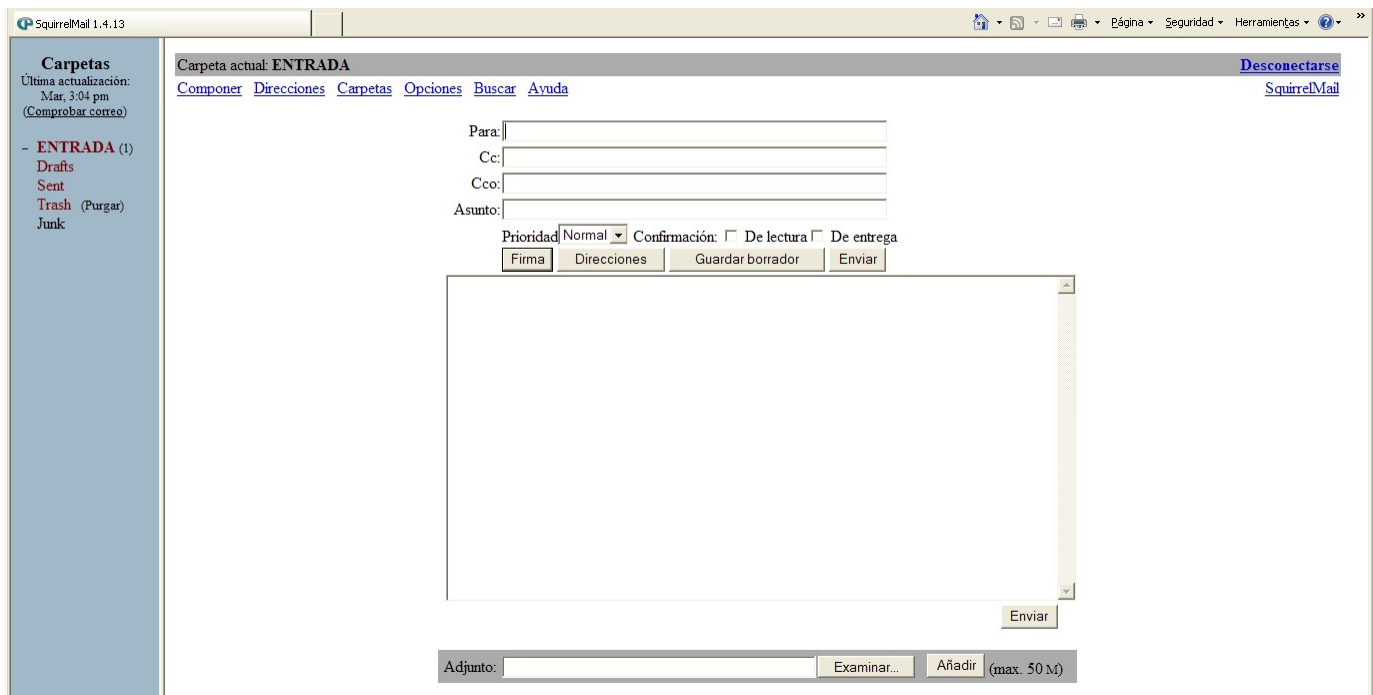 SquirrelMail 1.4.13
Página Seguridad Herramientas »
Carpetas
Última actualización:
Mar, 3:04 pm
(Comprobar correo)
– ENTRADA (1)
Drafts
Sent
Trash (Purgar)
Junk
Carpeta actual: ENTRADA Desconectarse
Componer Direcciones Carpetas Opciones Buscar Ayuda SquirrelMail
Para:
Cc:
Cco:
Asunto:
Prioridad Normal Confirmación: De lectura De entrega
Firma Direcciones Guardar borrador Enviar
Enviar
Adjunto: Examinar... Añadir (max. 50 M)